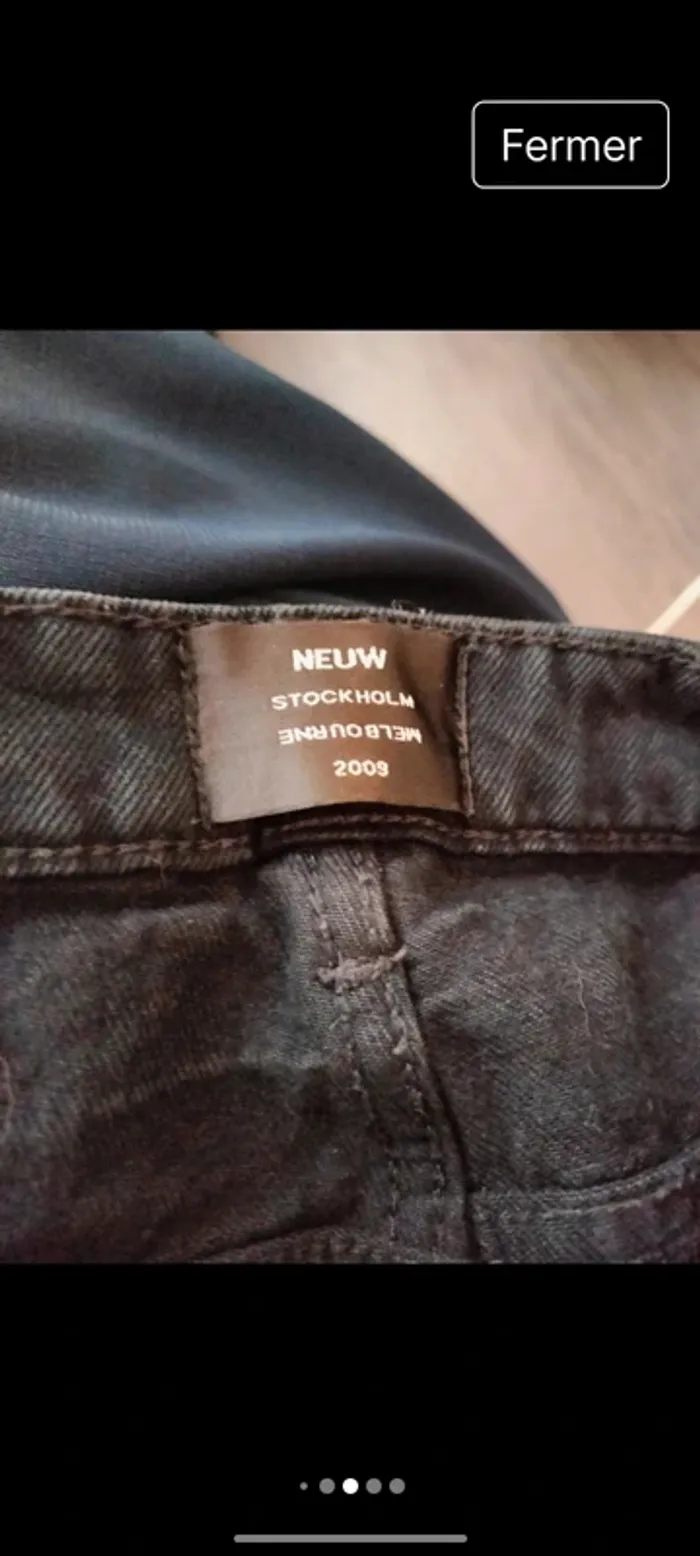 Fermer
NEUW
STOCKHOLM
MELBOURNE
2009